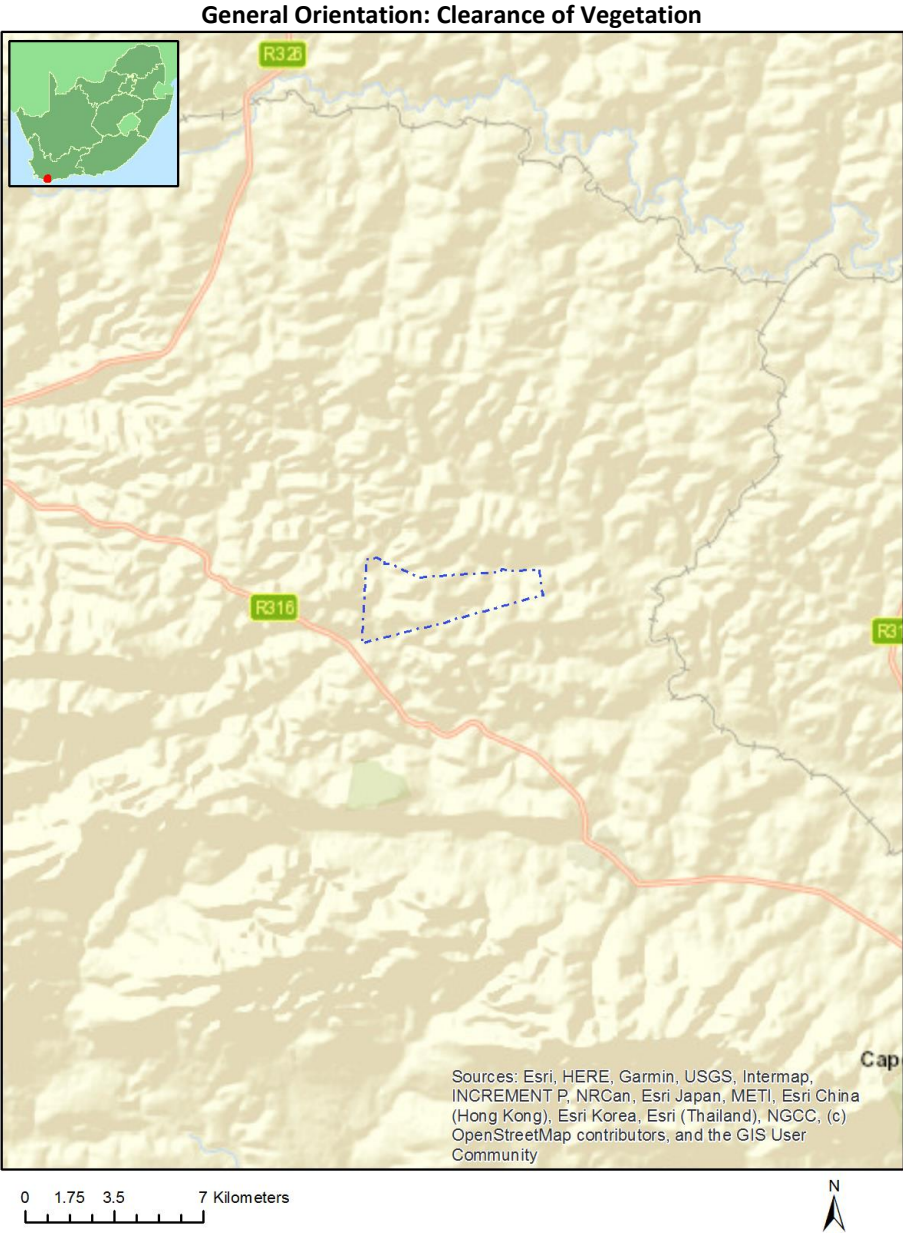 General Orientation: Clearance of Vegetation
R326
R316
R31
Cap
Sources: Esri, HERE, Garmin, USGS, Intermap,
INCREMENT P, NRCan, Esri Japan, METI, Esri China
(Hong Kong), Esri Korea, Esri (Thailand), NGCC, (c)
OpenStreetMap contributors, and the GIS User
Community
0 1.75 3.5 7 Kilometers
N